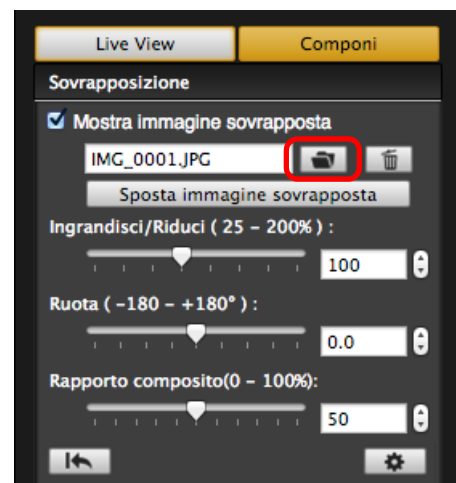 Live View Componi
Sovrapposizione
Mostra immagine sovrapposta
IMG_0001.JPG
Sposta immagine sovrapposta
Ingrandisci/Riduci ( 25 – 200% ) :
100
Ruota ( –180 – +180° ) :
0.0
Rapporto composito(0 – 100%):
50